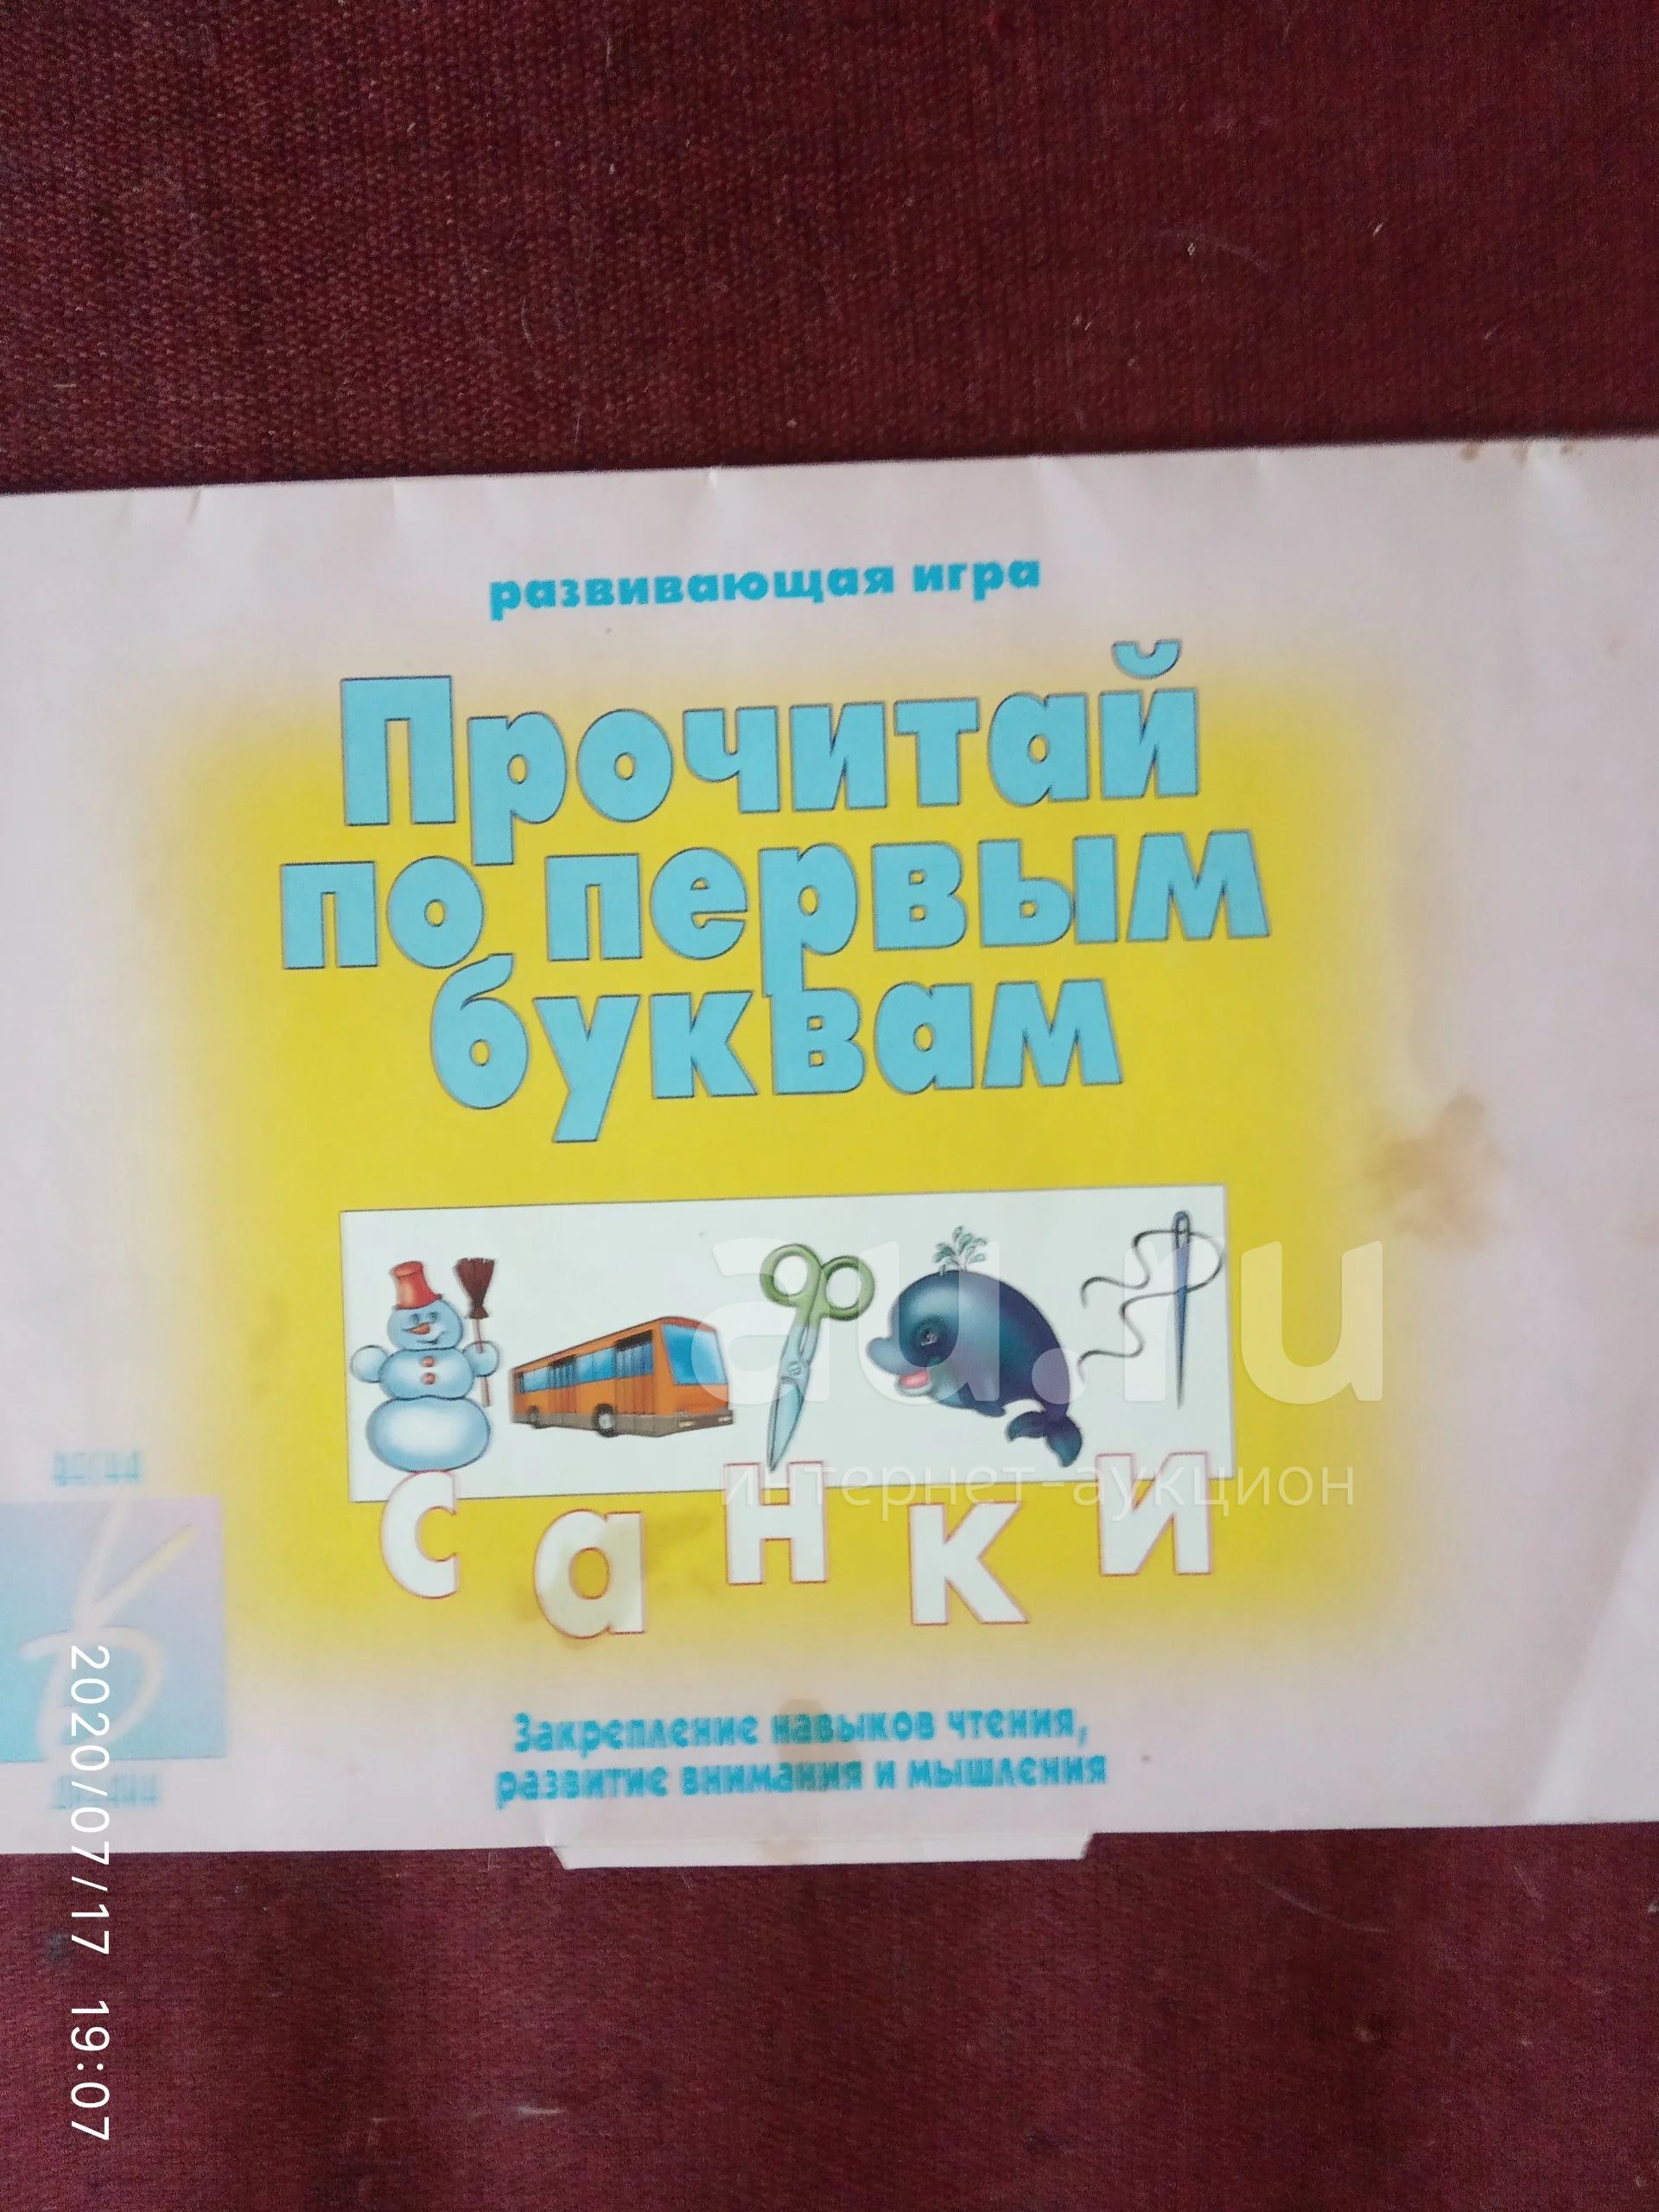 развивающая игра
Прочитай
по первым
буквам
au.ru
интернет-аукцион
санки
Закрепление навыков чтения,
развитие внимания и мышления
2020/07/17 19:07